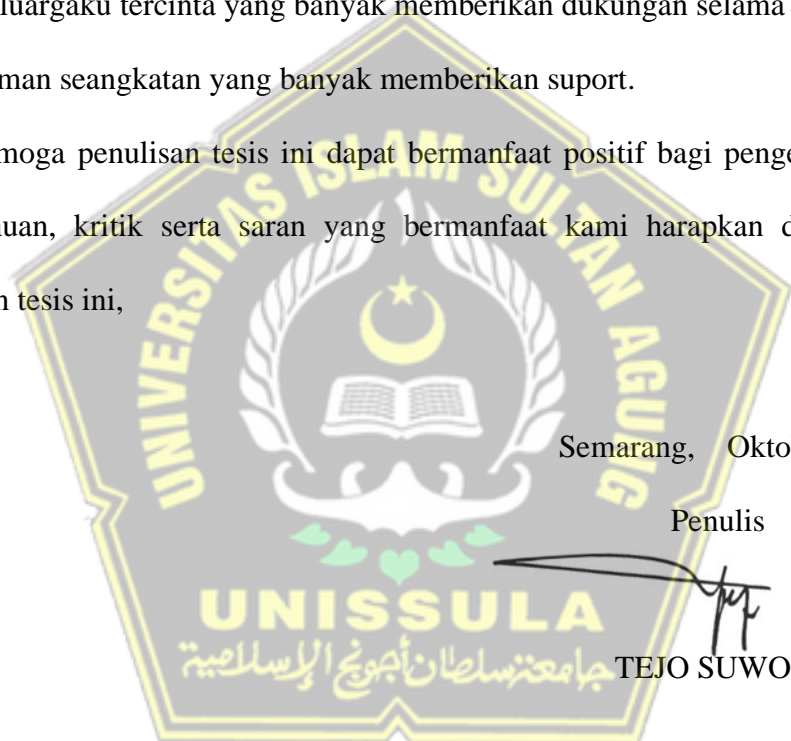 luargaku tercinta yang banyak memberikan dukungan selama
man seangkatan yang banyak memberikan suport.
moga penulisan tesis ini dapat bermanfaat positif bagi penge
uan, kritik serta saran yang bermanfaat kami harapkan d
n tesis ini,
UNIVERSITAS ISLAM SULTAN AGUNG
Semarang, Okto
Penulis
UNISSULA
جامعة سلطان أجونج الإسلامية
TEJO SUWO